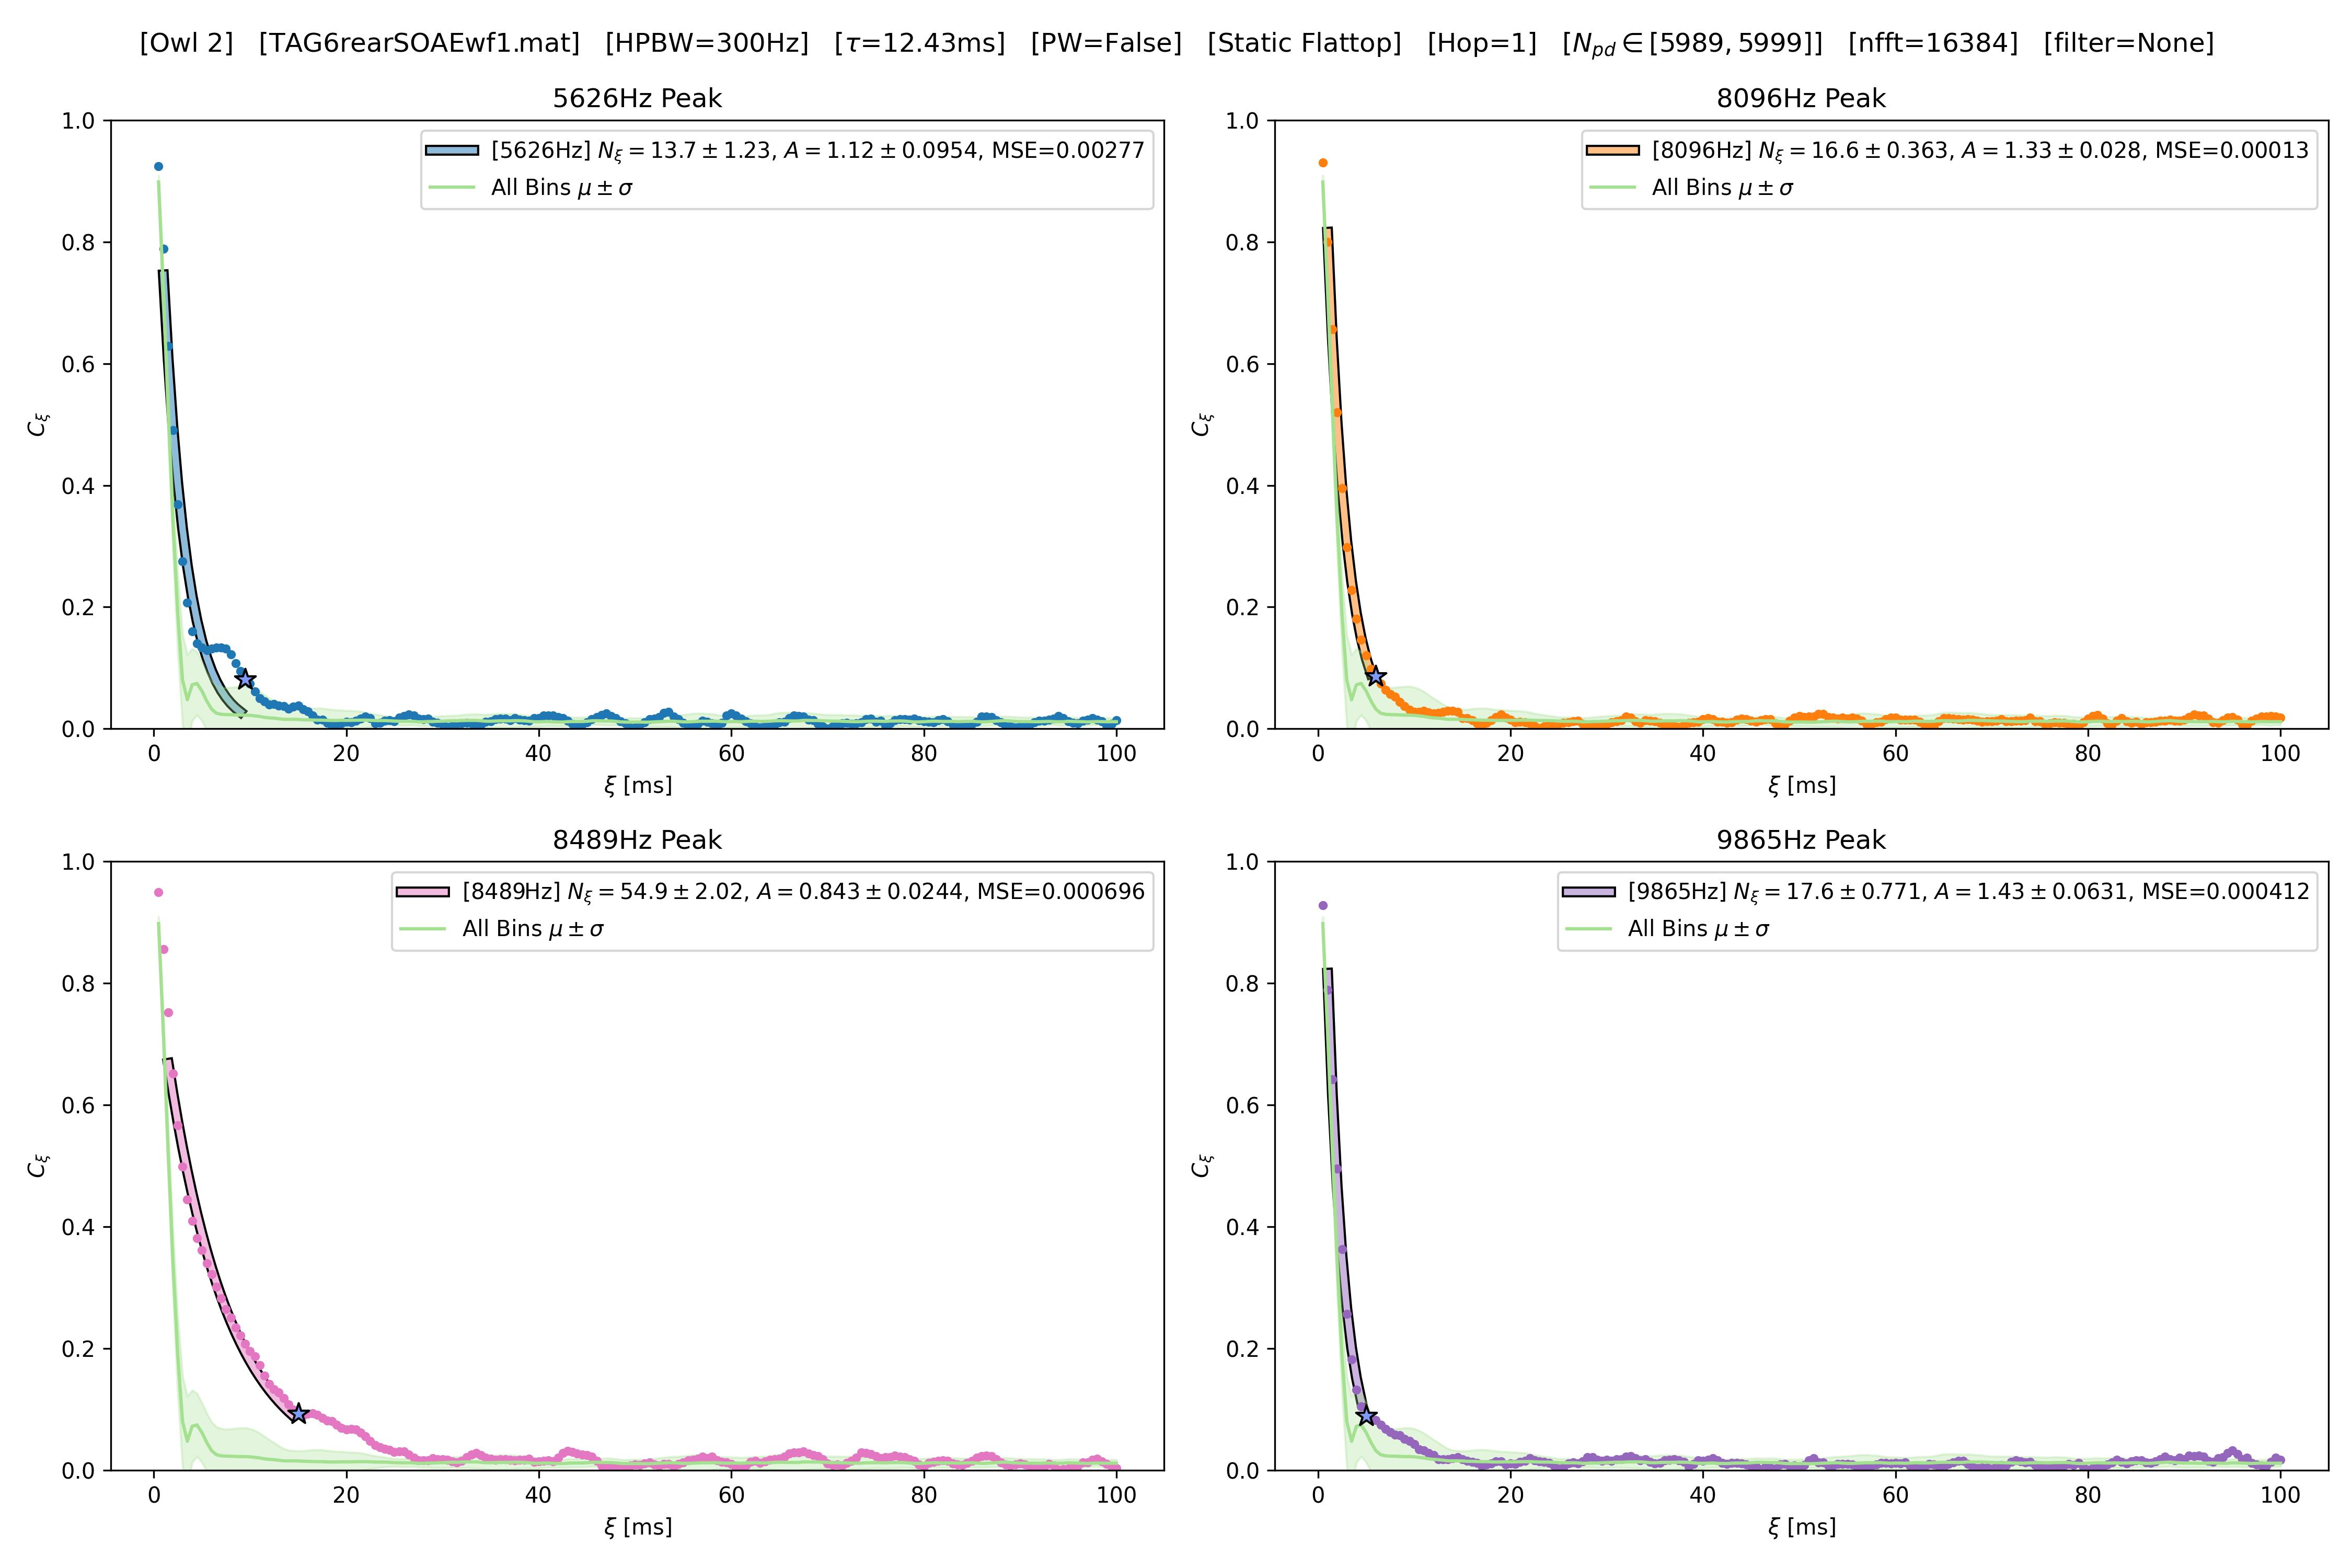 [Owl 2] [TAG6rearSOAEwf1.mat] [HPBW=300Hz] [τ=12.43ms] [PW=False] [Static Flattop] [Hop=1] [N_pd ∈ [5989, 5999]] [nfft=16384] [filter=None]
5626Hz Peak
1.0
0.8
0.6
0.4
0.2
0.0
C_ξ
[5626Hz] N_ξ = 13.7 ± 1.23, A = 1.12 ± 0.0954, MSE=0.00277
All Bins μ ± σ
0 20 40 60 80 100
ξ [ms]
8096Hz Peak
1.0
0.8
0.6
0.4
0.2
0.0
C_ξ
[8096Hz] N_ξ = 16.6 ± 0.363, A = 1.33 ± 0.028, MSE=0.00013
All Bins μ ± σ
0 20 40 60 80 100
ξ [ms]
8489Hz Peak
1.0
0.8
0.6
0.4
0.2
0.0
C_ξ
[8489Hz] N_ξ = 54.9 ± 2.02, A = 0.843 ± 0.0244, MSE=0.000696
All Bins μ ± σ
0 20 40 60 80 100
ξ [ms]
9865Hz Peak
1.0
0.8
0.6
0.4
0.2
0.0
C_ξ
[9865Hz] N_ξ = 17.6 ± 0.771, A = 1.43 ± 0.0631, MSE=0.000412
All Bins μ ± σ
0 20 40 60 80 100
ξ [ms]